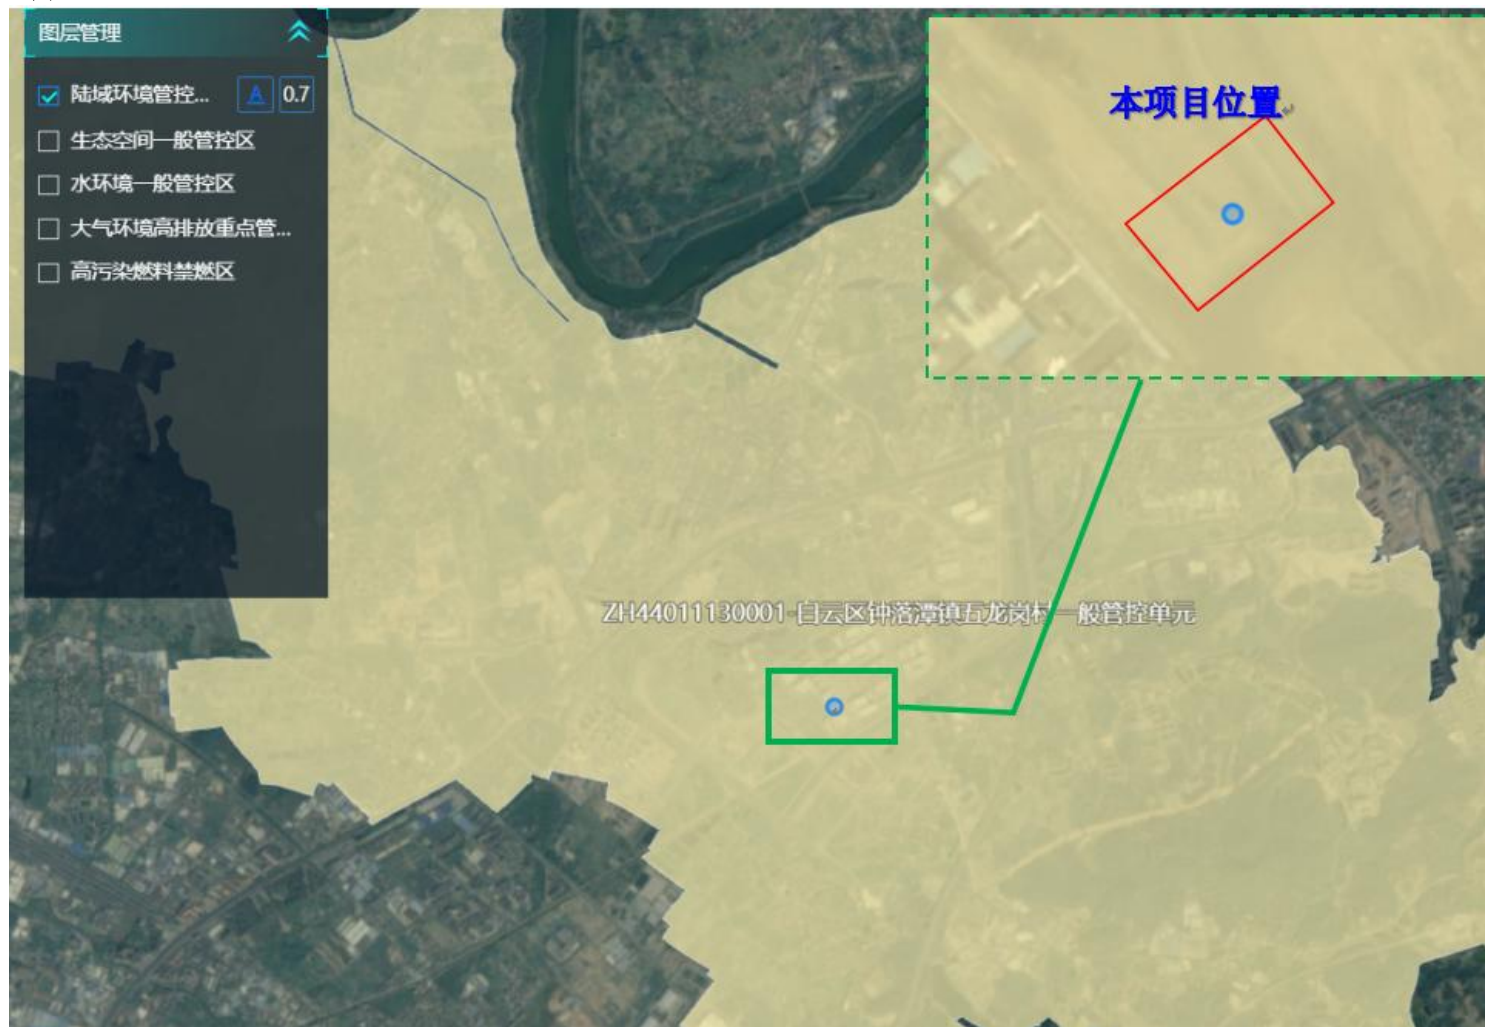 图层管理
陆域环境管控... A 0.7
生态空间一般管控区
水环境一般管控区
大气环境高排放重点管...
高污染燃料禁燃区
本项目位置
ZH44011130001-白云区钟落潭镇五龙岗村一般管控单元